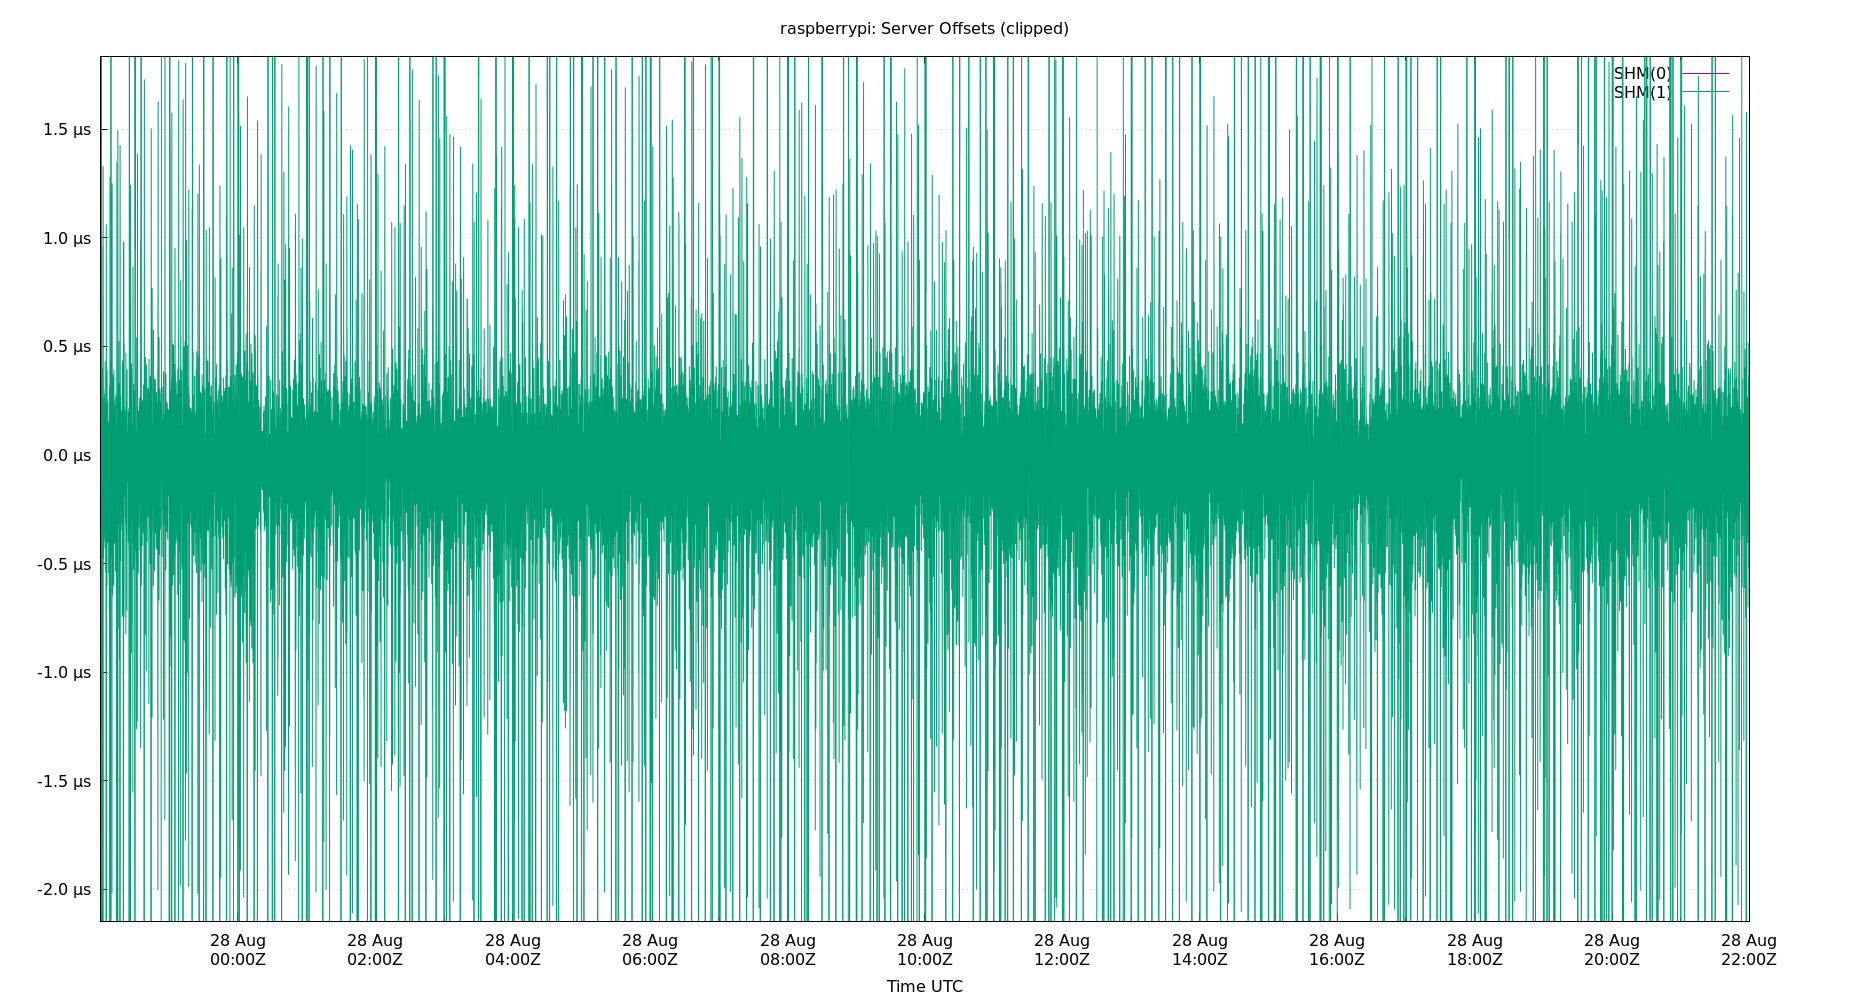 raspberrypi: Server Offsets (clipped)
SHM(0)
SHM(1)
1.5 µs
1.0 µs
0.5 µs
0.0 µs
-0.5 µs
-1.0 µs
-1.5 µs
-2.0 µs
28 Aug 28 Aug 28 Aug 28 Aug 28 Aug 28 Aug 28 Aug 28 Aug 28 Aug 28 Aug 28 Aug 28 Aug
00:00Z 02:00Z 04:00Z 06:00Z 08:00Z 10:00Z 12:00Z 14:00Z 16:00Z 18:00Z 20:00Z 22:00Z
Time UTC